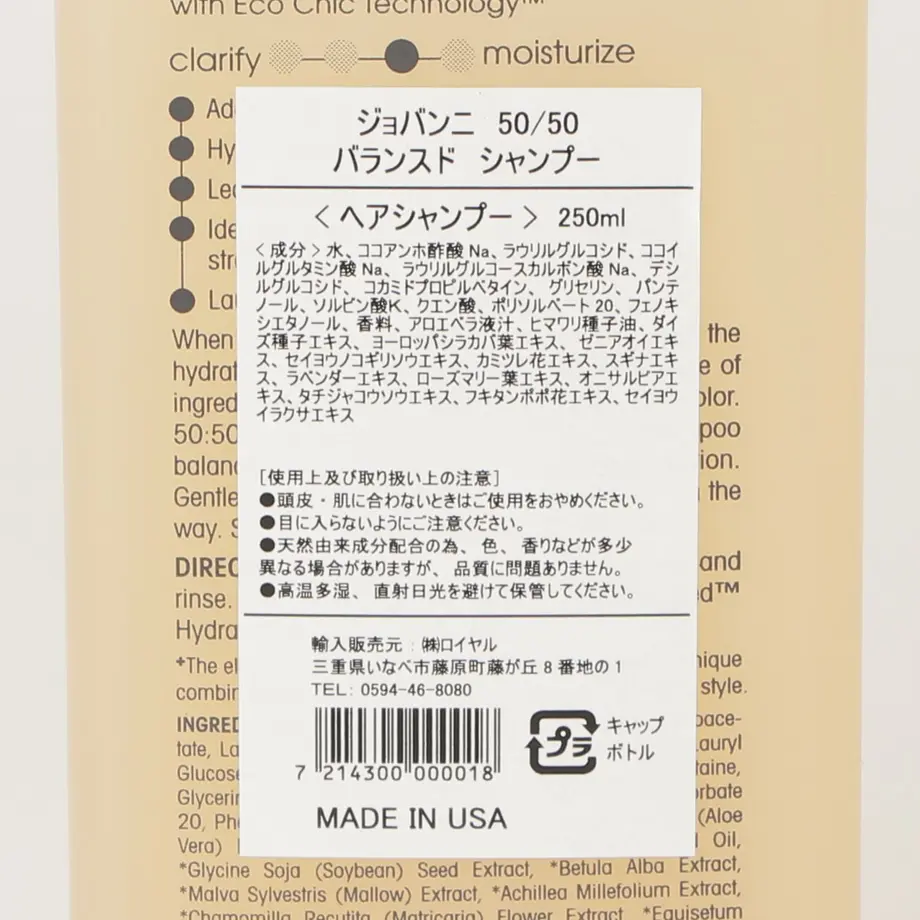 with Eco Chic Technology™
clarify moisturize
ジョバンニ 50/50
バランスド シャンプー
＜ヘアシャンプー＞ 250ml
＜成分＞水、ココアンホ酢酸Na、ラウリルグルコシド、ココイ
ルグルタミン酸Na、ラウリルグルコースカルボン酸Na、デシ
ルグルコシド、コカミドプロピルベタイン、グリセリン、パンテ
ノール、ソルビン酸K、クエン酸、ポリソルベート20、フェノキ
シエタノール、香料、アロエベラ液汁、ヒマワリ種子油、ダイ
ズ種子エキス、ヨーロッパシラカバ葉エキス、ゼニアオイエキ
ス、セイヨウノコギリソウエキス、カミツレ花エキス、スギナエキ
ス、ラベンダーエキス、ローズマリー葉エキス、オニサルビアエ
キス、タチジャコウソウエキス、フキタンポポ花エキス、セイヨウ
イラクサエキス
［使用上及び取り扱い上の注意］
●頭皮・肌に合わないときはご使用をおやめください。
●目に入らないようにご注意ください。
●天然由来成分配合の為、色、香りなどが多少
異なる場合がありますが、品質に問題ありません。
●高温多湿、直射日光を避けて保管してください。
輸入販売元：㈱ロイヤル
三重県いなべ市藤原町藤が丘8番地の1
TEL: 0594-46-8080
7 214300 000018
プラ
キャップ
ボトル
MADE IN USA
When the
hydrat e of
ingred olor.
50:50 poo
balanc ion.
Gentle the
way. S
DIREC and
rinse. d™
Hydra
+The el nique
combin style.
INGRED pace-
tate, La auryl
Glucose taine,
Glycerin rbate
20, Phe (Aloe
Vera) Oil,
*Glycine Soja (Soybean) Seed Extract, *Betula Alba Extract,
*Malva Sylvestris (Mallow) Extract, *Achillea Millefolium Extract,
*Chamomilla Recutita (Matricaria) Flower Extract, *Equisetum